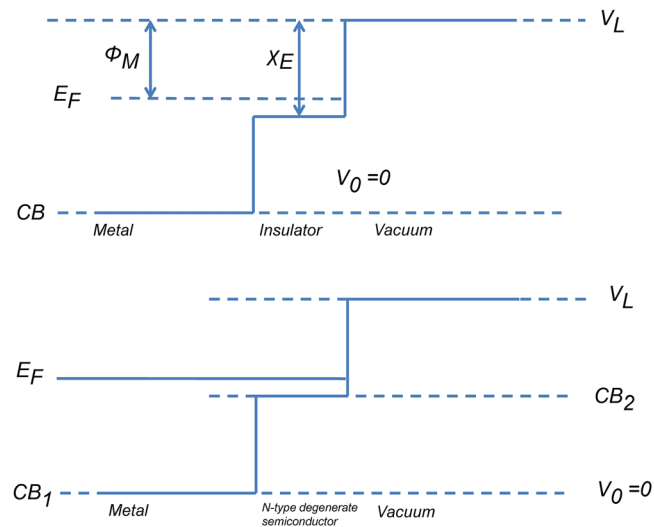 V_L
Φ_M
χ_E
E_F
V_0 =0
CB
Metal Insulator Vacuum
V_L
E_F
CB_2
CB_1
V_0 =0
Metal N-type degenerate semiconductor Vacuum